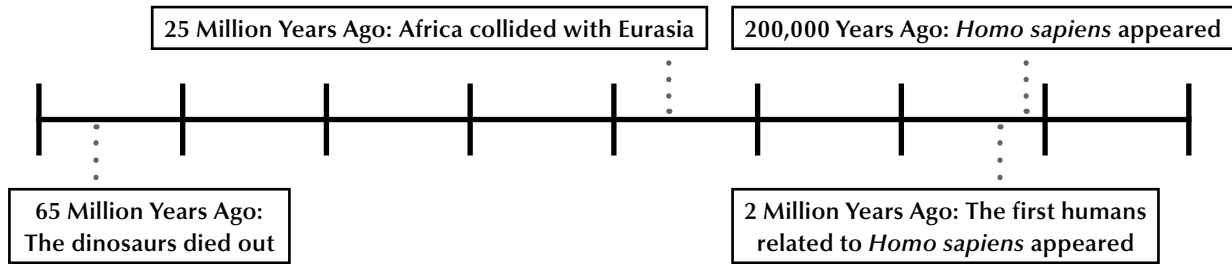 25 Million Years Ago: Africa collided with Eurasia
200,000 Years Ago: Homo sapiens appeared
65 Million Years Ago:
The dinosaurs died out
2 Million Years Ago: The first humans
related to Homo sapiens appeared